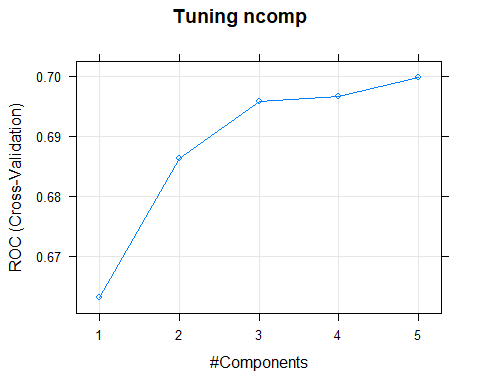 Tuning ncomp
ROC (Cross-Validation)
0.70
0.69
0.68
0.67
1 2 3 4 5
#Components